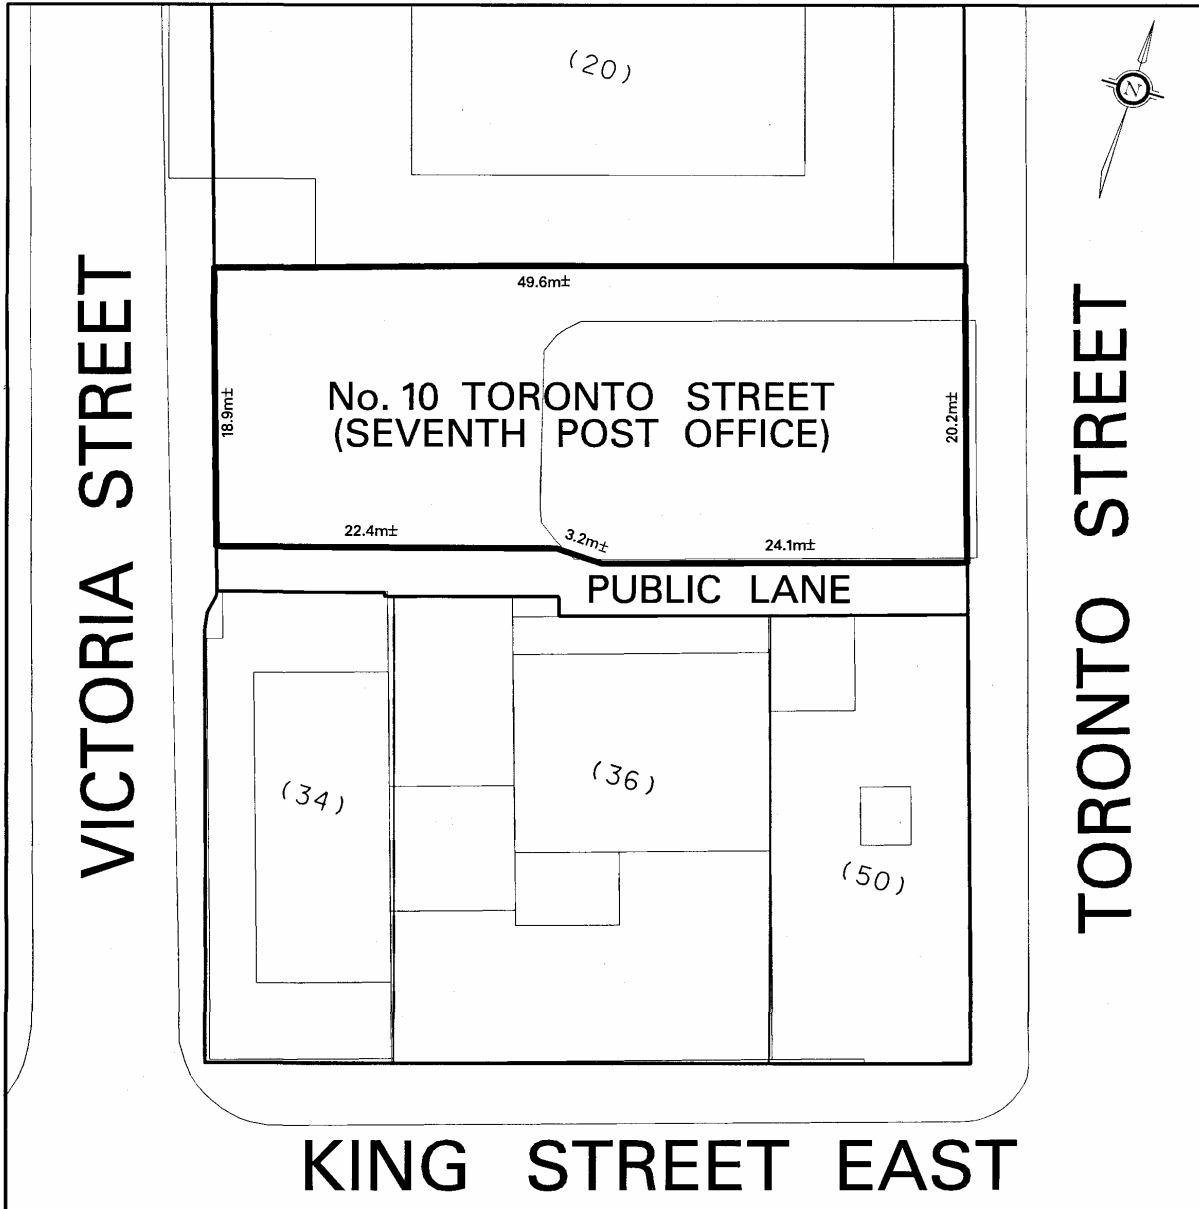 (20)
N
49.6m±
VICTORIA STREET
18.9m±
No. 10 TORONTO STREET
(SEVENTH POST OFFICE)
20.2m±
TORONTO STREET
22.4m±
3.2m±
24.1m±
PUBLIC LANE
(34)
(36)
(50)
KING STREET EAST